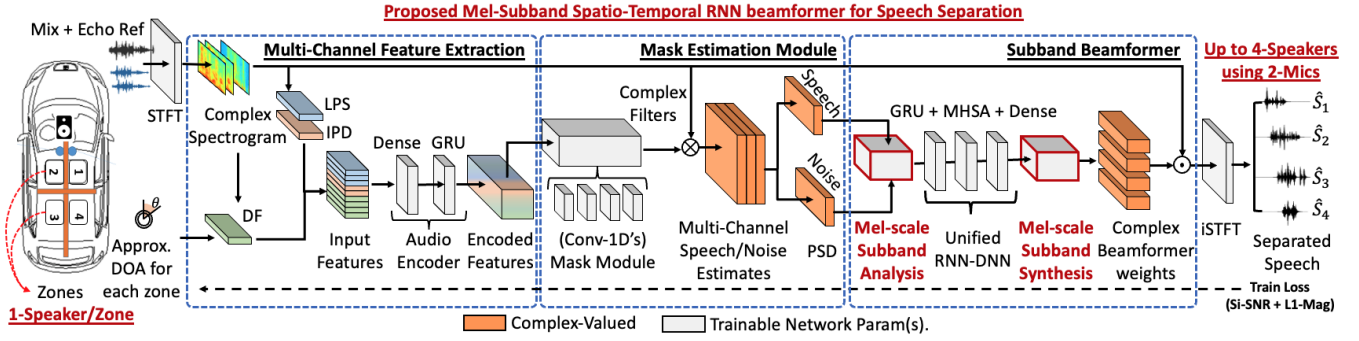 Proposed Mel-Subband Spatio-Temporal RNN beamformer for Speech Separation
Mix + Echo Ref
STFT
Multi-Channel Feature Extraction
Mask Estimation Module
Subband Beamformer
Up to 4-Speakers
using 2-Mics
Complex
Spectrogram
LPS
IPD
DF
Dense
GRU
Input
Features
Audio
Encoder
Encoded
Features
Complex
Filters
(Conv-1D's)
Mask Module
Multi-Channel
Speech/Noise
Estimates
Speech
Noise
PSD
GRU + MHSA + Dense
Mel-scale
Subband
Analysis
Unified
RNN-DNN
Mel-scale
Subband
Synthesis
Complex
Beamformer
weights
iSTFT
Ŝ1
Ŝ2
Ŝ3
Ŝ4
Separated
Speech
2 1
3 4
θ
Approx.
DOA for
each zone
Zones
1-Speaker/Zone
Train Loss
(Si-SNR + L1-Mag)
Complex-Valued
Trainable Network Param(s).